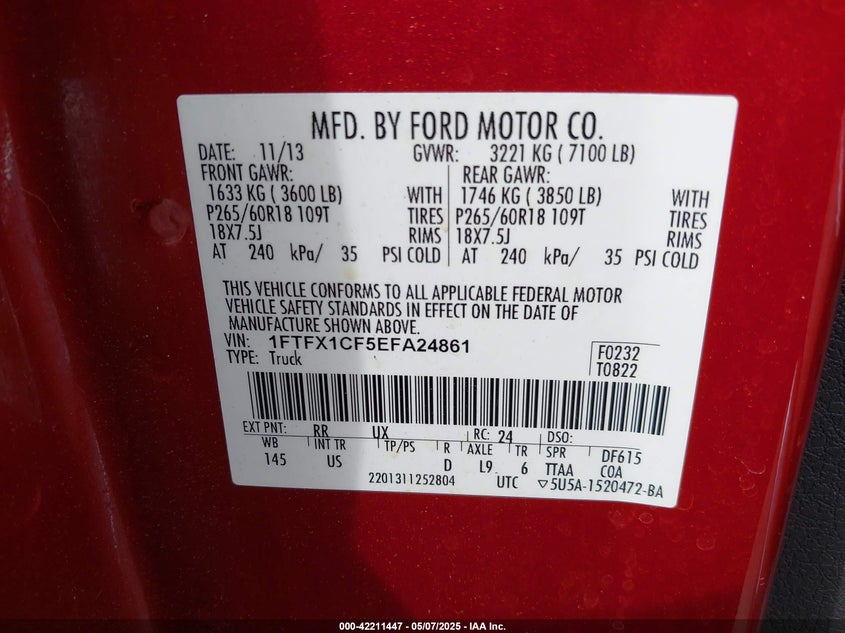 MFD. BY FORD MOTOR CO.
DATE: 11/13 GVWR: 3221 KG ( 7100 LB)
FRONT GAWR: REAR GAWR:
1633 KG ( 3600 LB) WITH 1746 KG ( 3850 LB) WITH
P265/60R18 109T TIRES P265/60R18 109T TIRES
18X7.5J RIMS 18X7.5J RIMS
AT 240 kPa/ 35 PSI COLD AT 240 kPa/ 35 PSI COLD
THIS VEHICLE CONFORMS TO ALL APPLICABLE FEDERAL MOTOR
VEHICLE SAFETY STANDARDS IN EFFECT ON THE DATE OF
MANUFACTURE SHOWN ABOVE.
VIN: 1FTFX1CF5EFA24861 F0232
TYPE: Truck T0822
EXT PNT: RR UX RC: 24 DSO:
WB INT TR TP/PS R AXLE TR SPR DF615
145 US D L9 6 TTAA COA
2201311252804 UTC ▽5U5A-1520472-BA
000-42211447 - 05/07/2025 - IAA Inc.